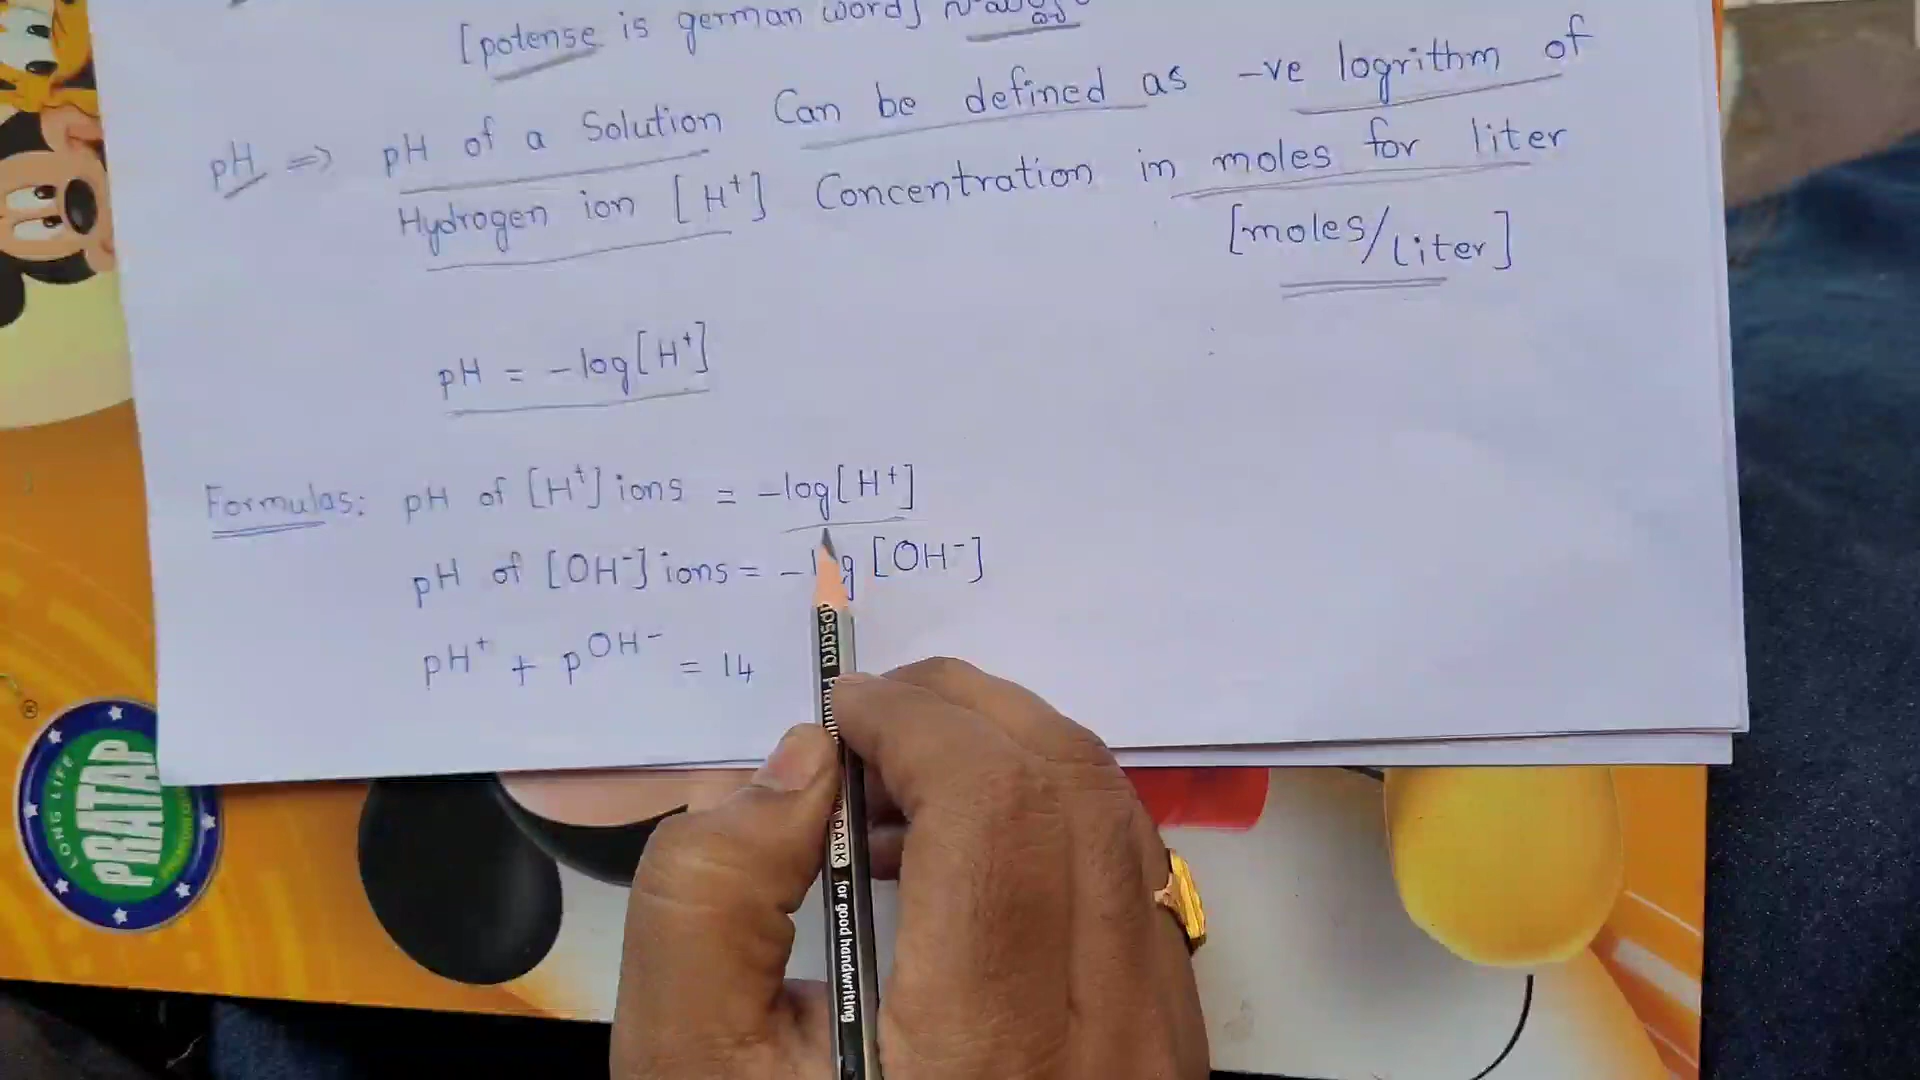 [potense is german word]
pH ⇒ pH of a Solution Can be defined as -ve logrithm of
Hydrogen ion [H⁺] Concentration in moles for liter
[moles/Liter]
pH = -log[H⁺]
Formulas: pH of [H⁺] ions = -log[H⁺]
pH of [OH⁻] ions = -log [OH⁻]
pH⁺ + p^OH⁻ = 14
®
LONG LIFE
PRATAP
apsara
DARK
for good handwriting